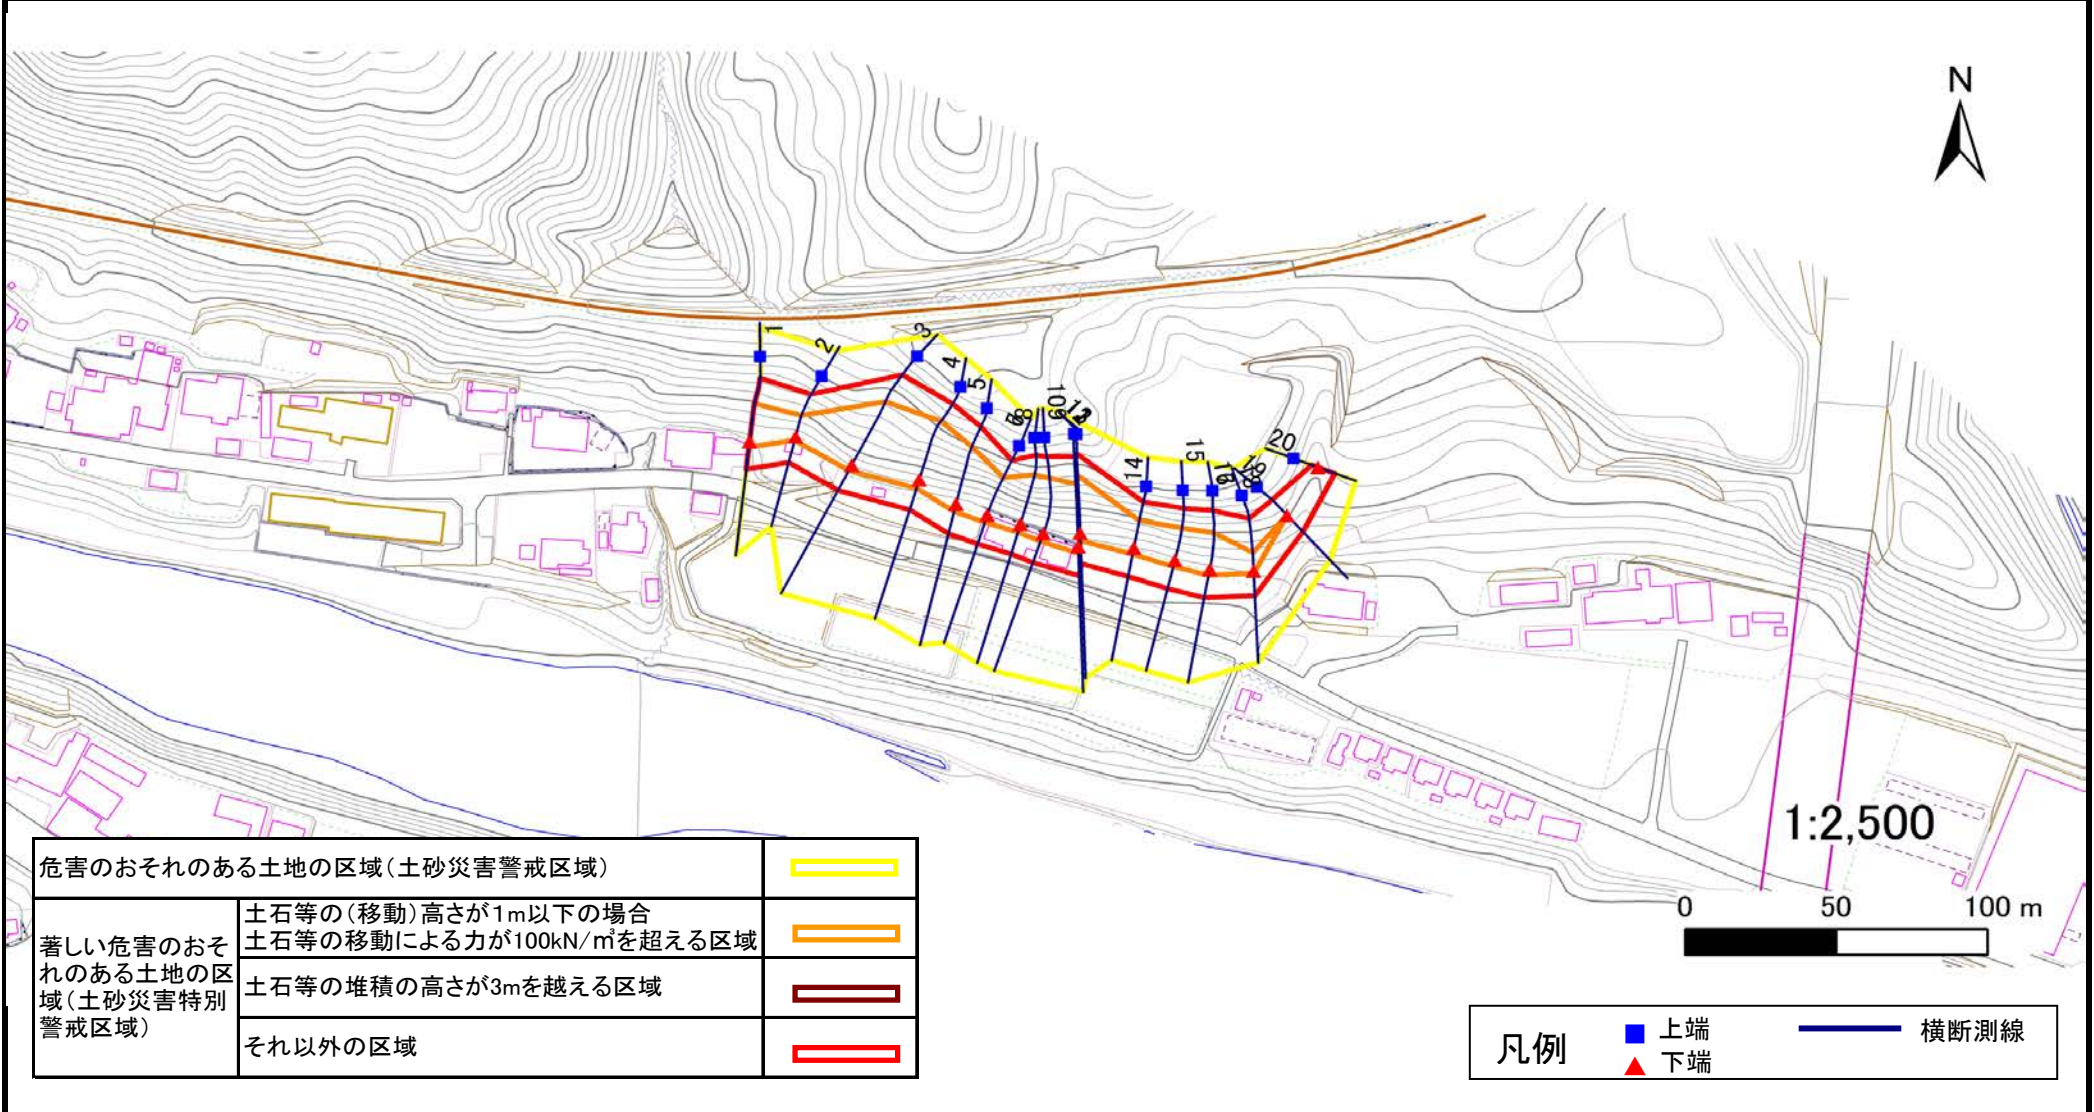 N
1
2
3
4
5
8
10
9
12
14
15
16
18
19
20
1:2,500
0 50 100 m
危害のおそれのある土地の区域(土砂災害警戒区域)
著しい危害のおそ
れのある土地の区
域(土砂災害特別
警戒区域)
土石等の(移動)高さが1m以下の場合
土石等の移動による力が100kN/㎡を超える区域
土石等の堆積の高さが3mを越える区域
それ以外の区域
凡例
上端
下端
横断測線